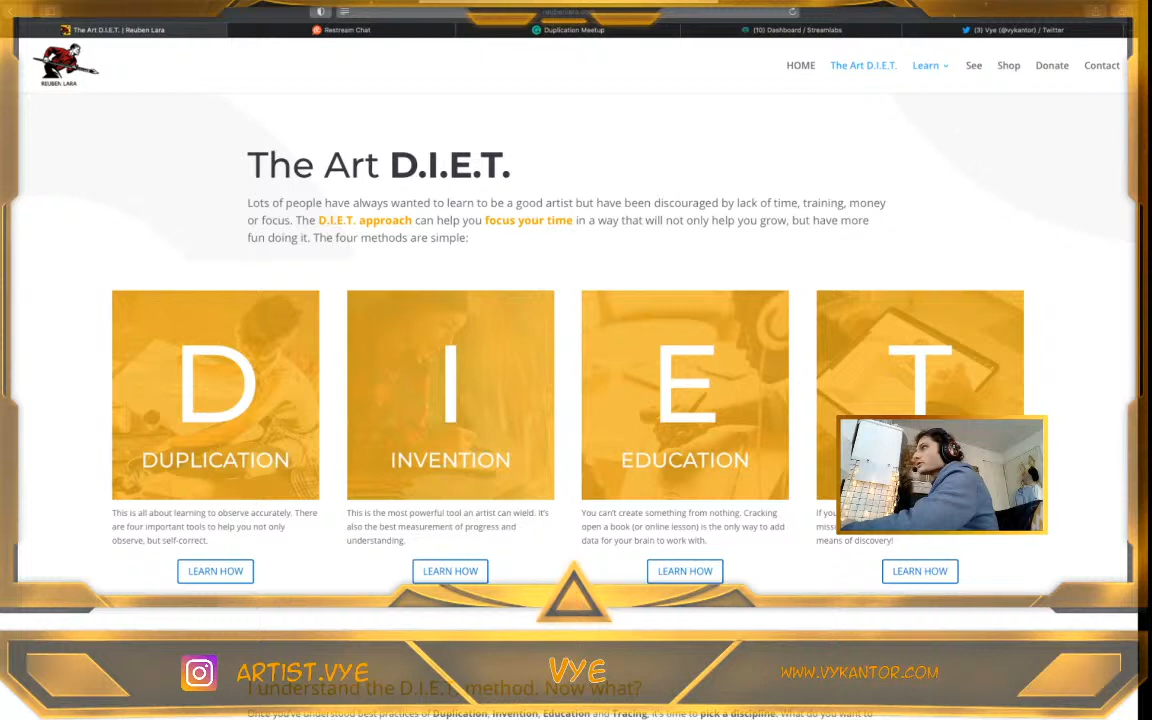 The Art D.I.E.T. | Reuben Lara
Restream Chat
Duplication Meetup
(10) Dashboard / Streamlabs
(3) Vye (@vykantor) / Twitter
REUBEN LARA
HOME
The Art D.I.E.T.
Learn
See
Shop
Donate
Contact
The Art D.I.E.T.
Lots of people have always wanted to learn to be a good artist but have been discouraged by lack of time, training, money
or focus. The D.I.E.T. approach can help you focus your time in a way that will not only help you grow, but have more
fun doing it. The four methods are simple:
D
DUPLICATION
This is all about learning to observe accurately. There
are four important tools to help you not only
observe, but self-correct.
LEARN HOW
I
INVENTION
This is the most powerful tool an artist can wield. It's
also the best measurement of progress and
understanding.
LEARN HOW
E
EDUCATION
You can't create something from nothing. Cracking
open a book (or online lesson) is the only way to add
data for your brain to work with.
LEARN HOW
T
If you
means of discovery!
LEARN HOW
ARTIST.VYE
VYE
WWW.VYKANTOR.COM
I understand the D.I.E.T. method. Now what?
Once you've understood best practices of Duplication, Invention, Education and Tracing, it's time to pick a discipline. What do you want to